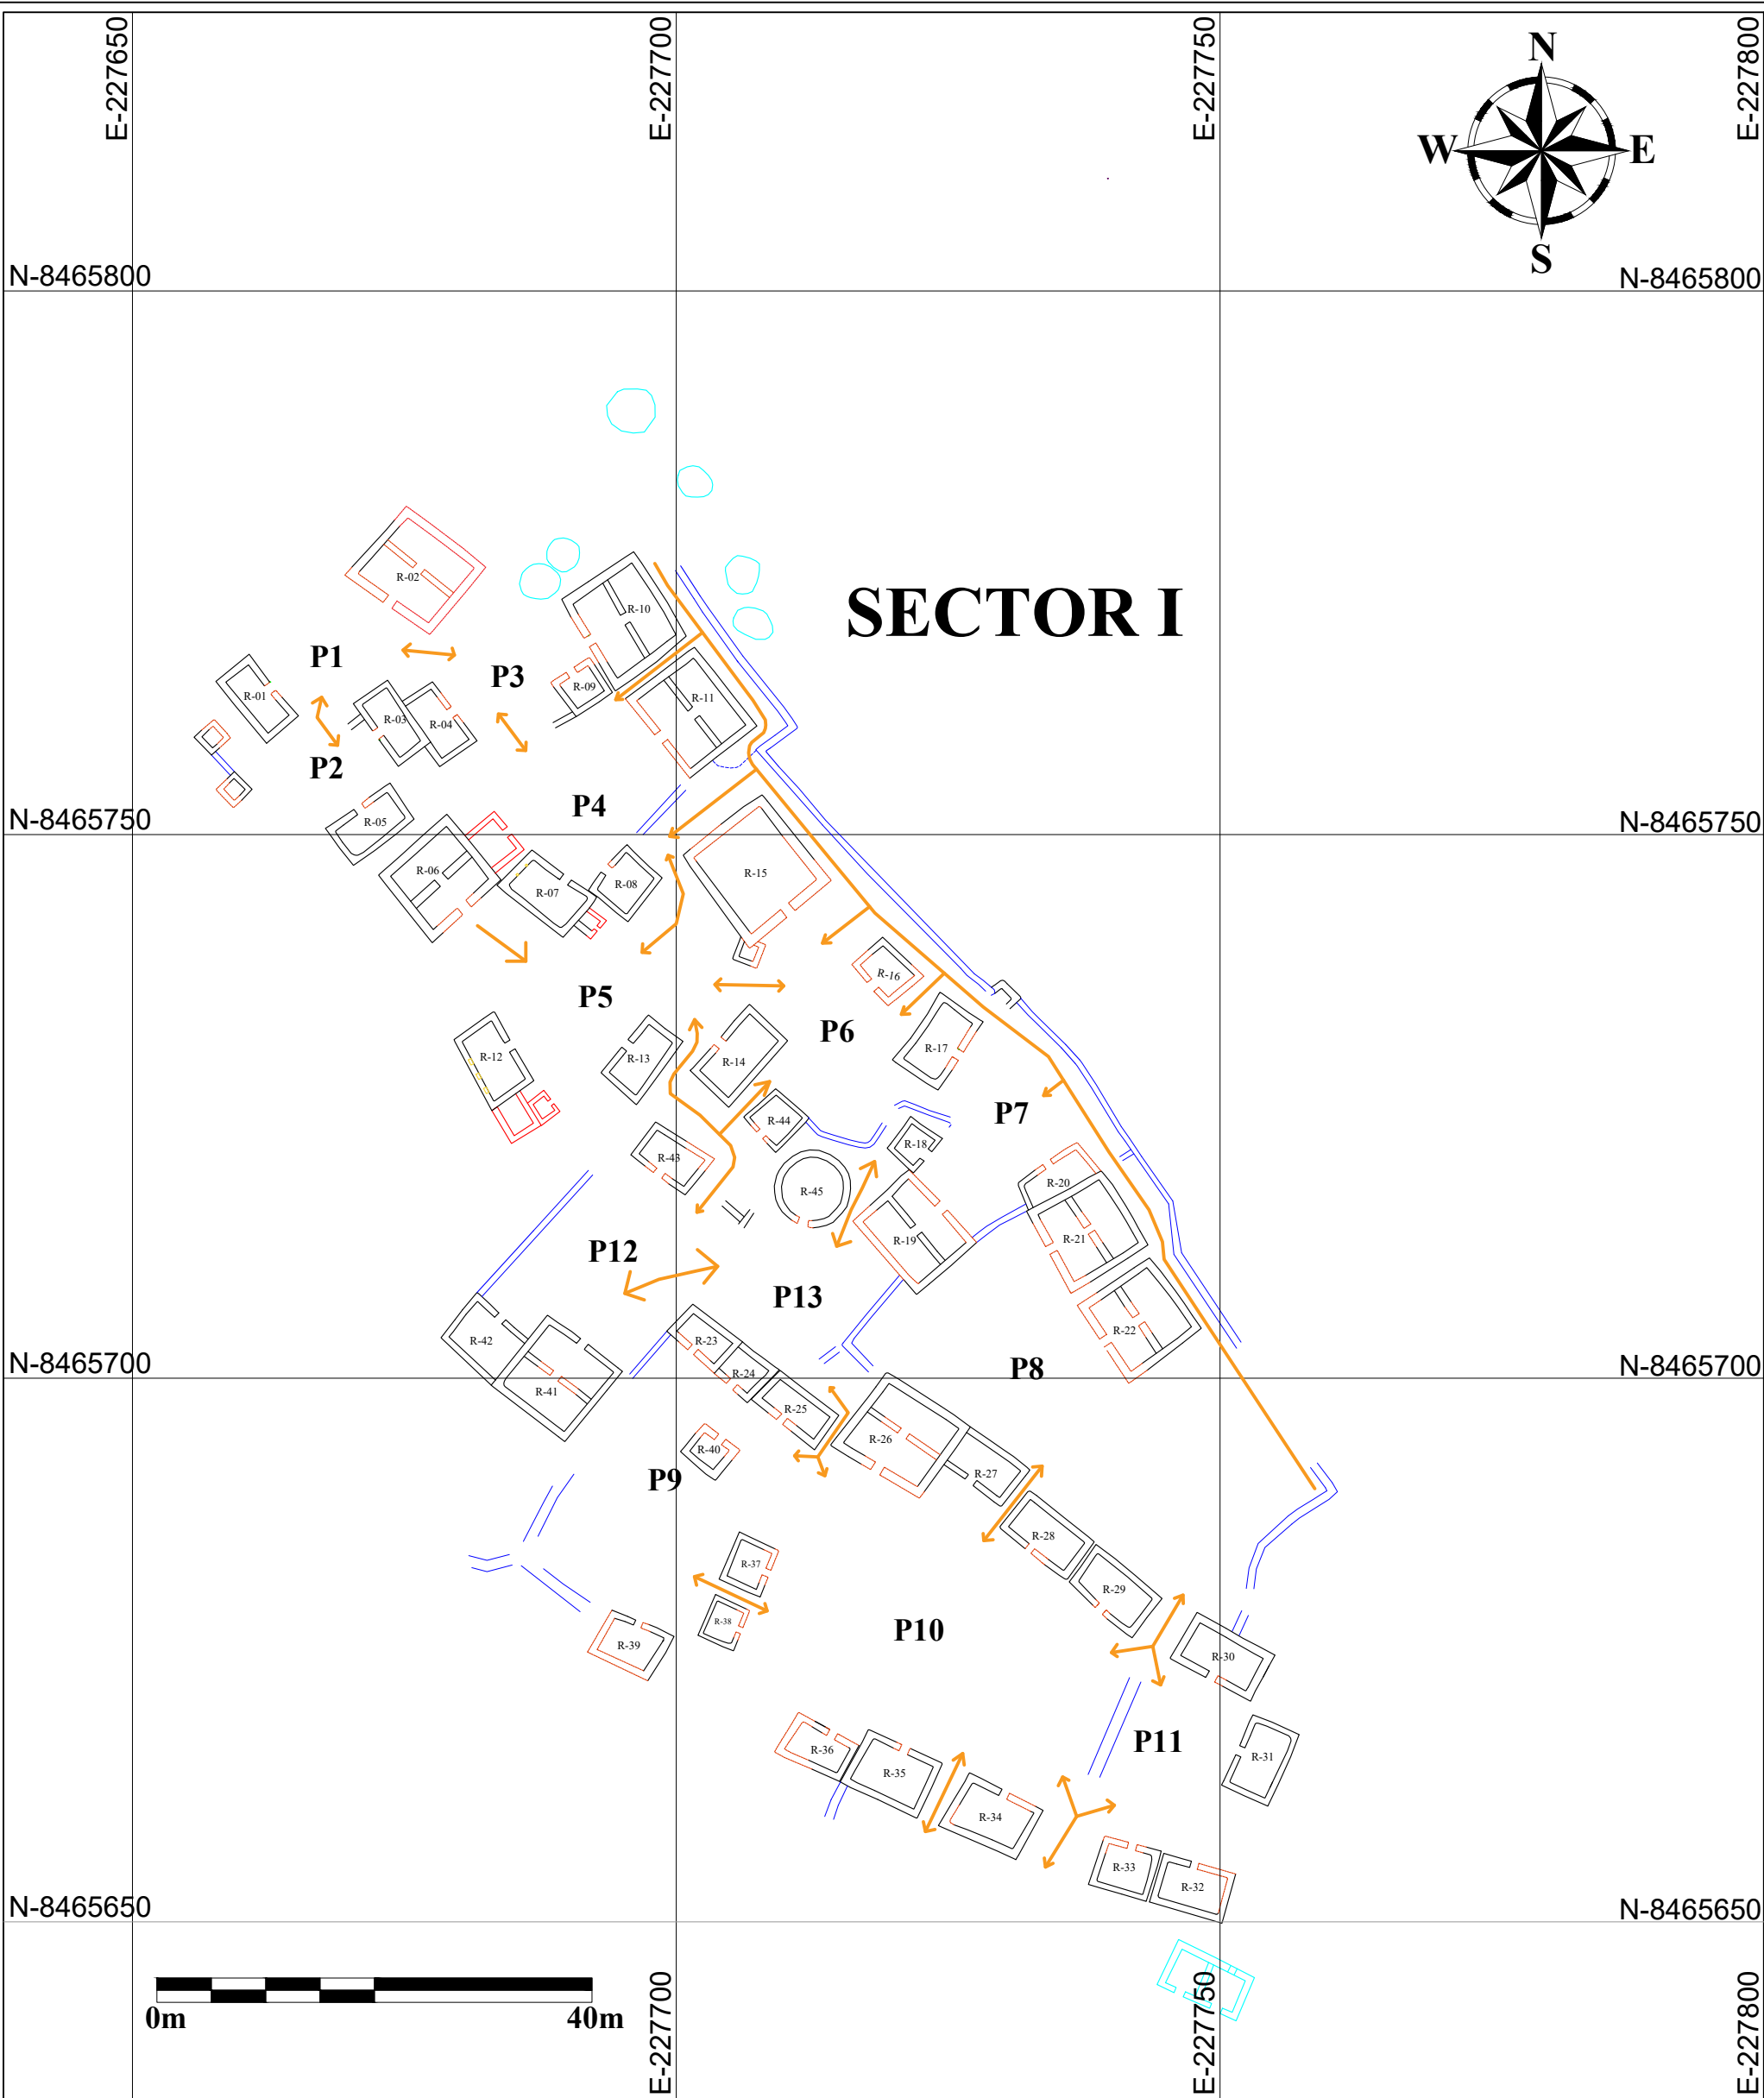 E-227650
E-227700
E-227750
E-227800
N
W
E
S
N-8465800
N-8465800
SECTOR I
R-02
R-10
P1
P3
R-01
R-09
R-11
R-03
R-04
P2
P4
N-8465750
N-8465750
R-05
R-06
R-07
R-08
R-15
R-16
P5
P6
R-12
R-13
R-14
R-17
P7
R-44
R-43
R-18
R-45
R-20
R-19
R-21
P12
P13
R-42
R-23
R-22
R-24
P8
N-8465700
N-8465700
R-41
R-25
R-26
R-40
P9
R-27
R-28
R-37
R-29
R-38
P10
R-39
R-30
R-36
P11
R-31
R-35
R-34
R-33
R-32
N-8465650
N-8465650
0m
40m
E-227700
E-227750
E-227800